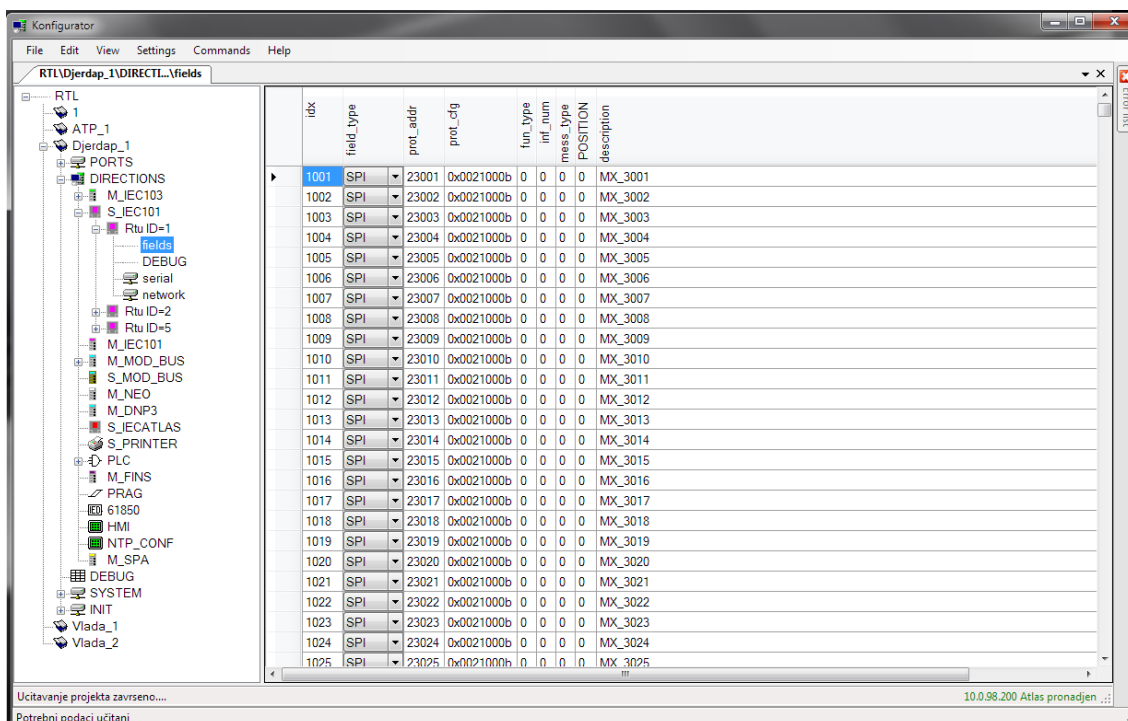 Konfigurator
File Edit View Settings Commands Help
RTL\Djerdap_1\DIRECTI...\fields
Error list
RTL
1
ATP_1
Djerdap_1
PORTS
DIRECTIONS
M_IEC103
S_IEC101
Rtu ID=1
fields
DEBUG
serial
network
Rtu ID=2
Rtu ID=5
M_IEC101
M_MOD_BUS
S_MOD_BUS
M_NEO
M_DNP3
S_IECATLAS
S_PRINTER
PLC
M_FINS
PRAG
IED 61850
HMI
NTP_CONF
M_SPA
DEBUG
SYSTEM
INIT
Vlada_1
Vlada_2
idx field_type prot_addr prot_cfg fun_type inf_num mess_type POSITION description
1001 SPI 23001 0x0021000b 0 0 0 0 MX_3001
1002 SPI 23002 0x0021000b 0 0 0 0 MX_3002
1003 SPI 23003 0x0021000b 0 0 0 0 MX_3003
1004 SPI 23004 0x0021000b 0 0 0 0 MX_3004
1005 SPI 23005 0x0021000b 0 0 0 0 MX_3005
1006 SPI 23006 0x0021000b 0 0 0 0 MX_3006
1007 SPI 23007 0x0021000b 0 0 0 0 MX_3007
1008 SPI 23008 0x0021000b 0 0 0 0 MX_3008
1009 SPI 23009 0x0021000b 0 0 0 0 MX_3009
1010 SPI 23010 0x0021000b 0 0 0 0 MX_3010
1011 SPI 23011 0x0021000b 0 0 0 0 MX_3011
1012 SPI 23012 0x0021000b 0 0 0 0 MX_3012
1013 SPI 23013 0x0021000b 0 0 0 0 MX_3013
1014 SPI 23014 0x0021000b 0 0 0 0 MX_3014
1015 SPI 23015 0x0021000b 0 0 0 0 MX_3015
1016 SPI 23016 0x0021000b 0 0 0 0 MX_3016
1017 SPI 23017 0x0021000b 0 0 0 0 MX_3017
1018 SPI 23018 0x0021000b 0 0 0 0 MX_3018
1019 SPI 23019 0x0021000b 0 0 0 0 MX_3019
1020 SPI 23020 0x0021000b 0 0 0 0 MX_3020
1021 SPI 23021 0x0021000b 0 0 0 0 MX_3021
1022 SPI 23022 0x0021000b 0 0 0 0 MX_3022
1023 SPI 23023 0x0021000b 0 0 0 0 MX_3023
1024 SPI 23024 0x0021000b 0 0 0 0 MX_3024
1025 SPI 23025 0x0021000b 0 0 0 0 MX_3025
Ucitavanje projekta zavrseno.... 10.0.98.200 Atlas pronadjen
Potrebni podaci učitani